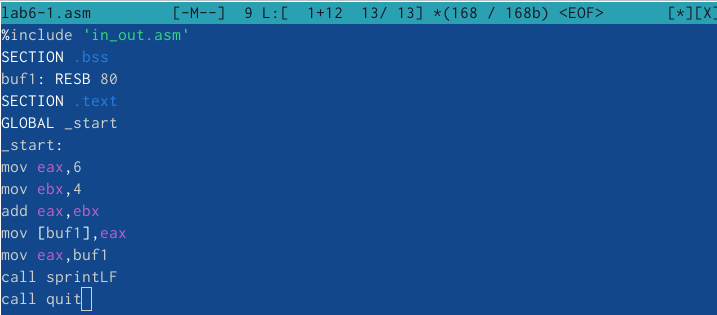 lab6-1.asm [-M--] 9 L:[ 1+12 13/ 13] *(168 / 168b) <EOF> [*][X]
%include 'in_out.asm'
SECTION .bss
buf1: RESB 80
SECTION .text
GLOBAL _start
_start:
mov eax,6
mov ebx,4
add eax,ebx
mov [buf1],eax
mov eax,buf1
call sprintLF
call quit